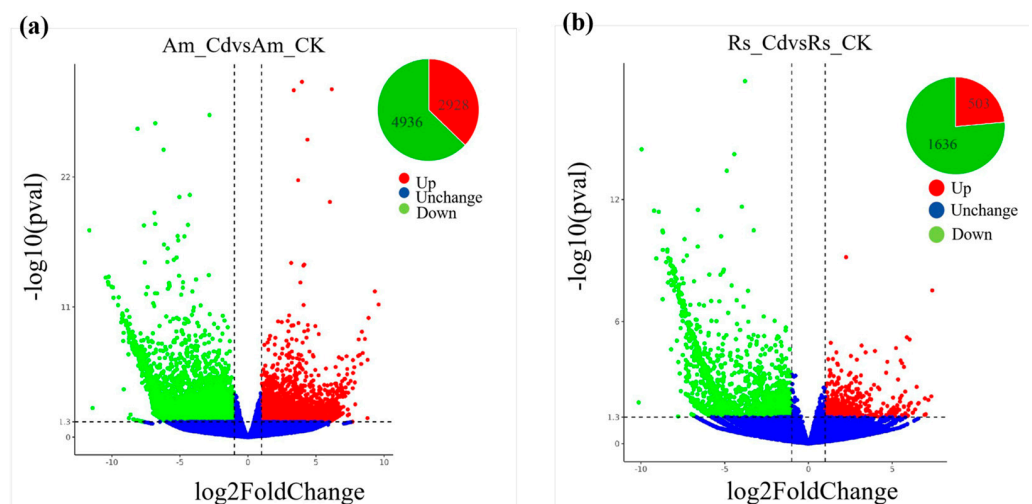 (a)
Am_CdvsAm_CK
2928
4936
Up
Unchange
Down
22
11
1.3
0
-log10(pval)
-10
-5
0
5
10
log2FoldChange
(b)
Rs_CdvsRs_CK
503
1636
Up
Unchange
Down
12
6
1.3
0
-log10(pval)
-10
-5
0
5
log2FoldChange